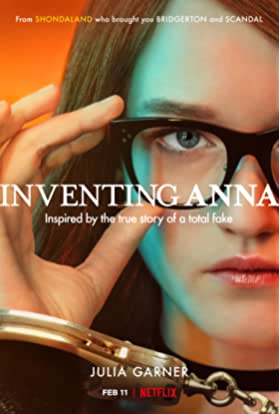 From SHONDALAND who brought you BRIDGERTON and SCANDAL
INVENTING ANNA
Inspired by the true story of a total fake
JULIA GARNER
FEB 11 | NETFLIX